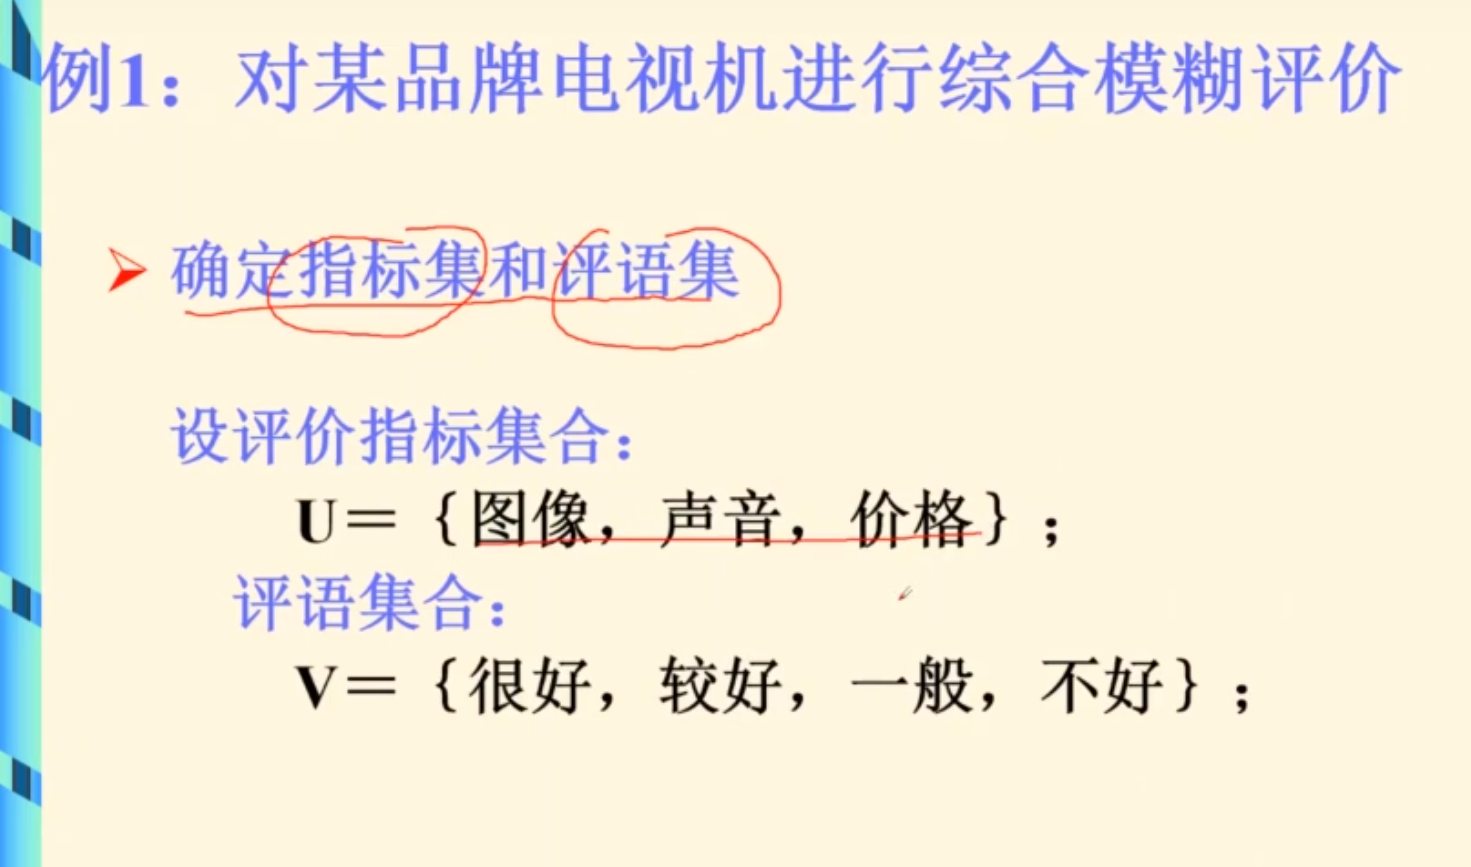 例1：对某品牌电视机进行综合模糊评价
确定指标集和评语集
设评价指标集合：
U＝｛图像，声音，价格｝；
评语集合：
V＝｛很好，较好，一般，不好｝；